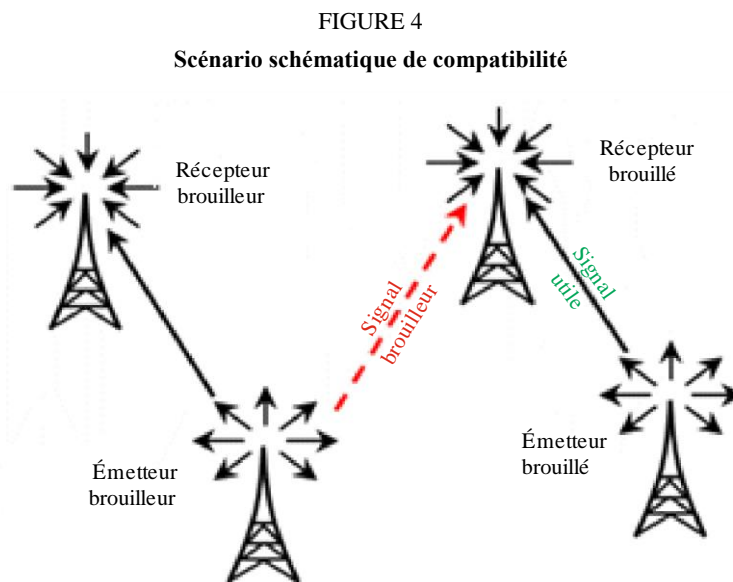 FIGURE 4
Scénario schématique de compatibilité
Récepteur
brouilleur
Récepteur
brouillé
Signal
brouilleur
Signal
utile
Émetteur
brouilleur
Émetteur
brouillé